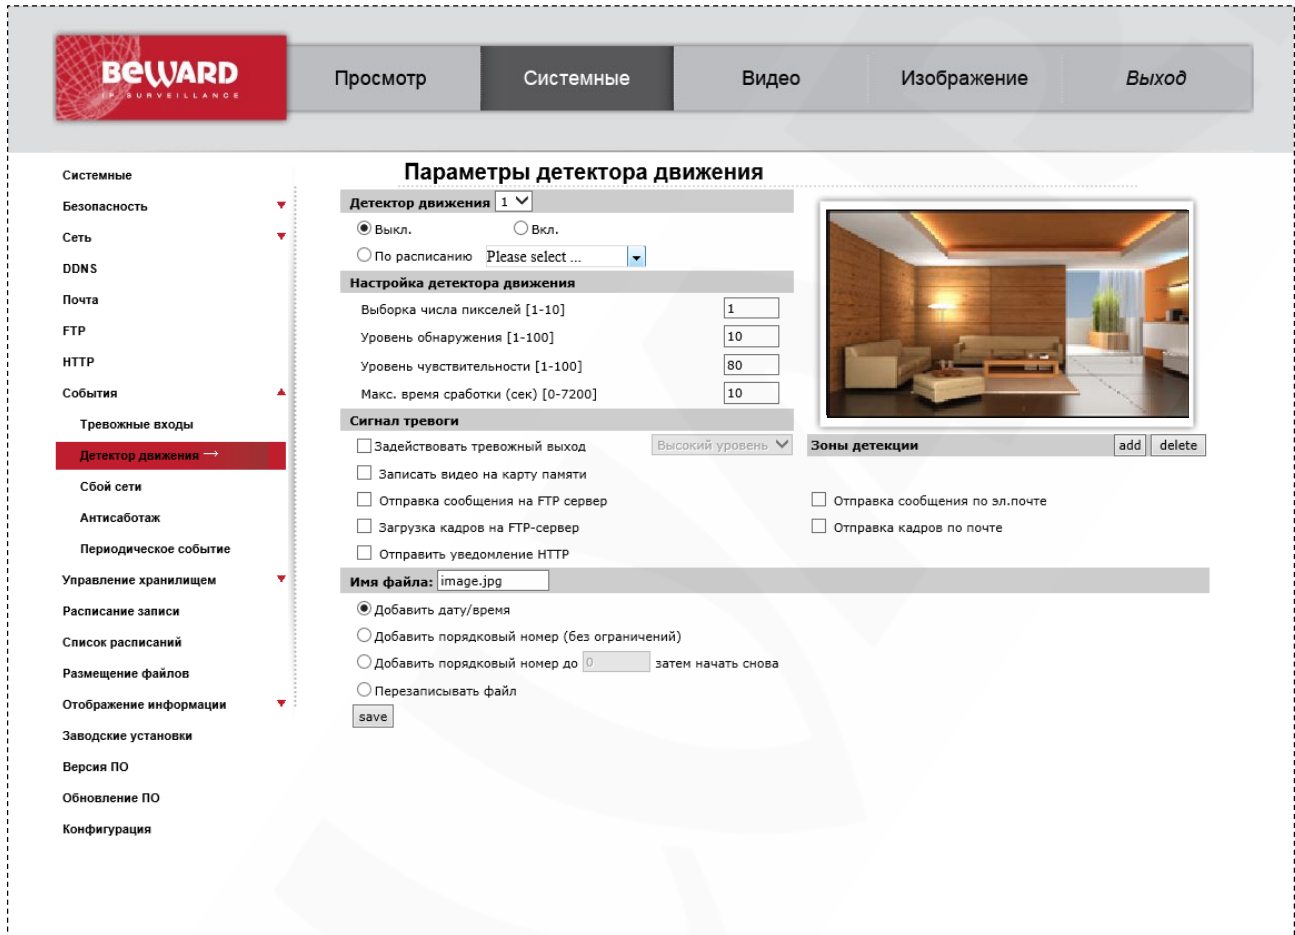 BEWARD
IP SURVEILLANCE
Просмотр
Системные
Видео
Изображение
Выход
Системные
Безопасность
Сеть
DDNS
Почта
FTP
HTTP
События
Тревожные входы
Детектор движения →
Сбой сети
Антисаботаж
Периодическое событие
Управление хранилищем
Расписание записи
Список расписаний
Размещение файлов
Отображение информации
Заводские установки
Версия ПО
Обновление ПО
Конфигурация
Параметры детектора движения
Детектор движения 1
Выкл. Вкл.
По расписанию Please select ...
Настройка детектора движения
Выборка числа пикселей [1-10] 1
Уровень обнаружения [1-100] 10
Уровень чувствительности [1-100] 80
Макс. время сработки (сек) [0-7200] 10
Сигнал тревоги
Задействовать тревожный выход Высокий уровень
Зоны детекции add delete
Записать видео на карту памяти
Отправка сообщения на FTP сервер Отправка сообщения по эл.почте
Загрузка кадров на FTP-сервер Отправка кадров по почте
Отправить уведомление HTTP
Имя файла: image.jpg
Добавить дату/время
Добавить порядковый номер (без ограничений)
Добавить порядковый номер до 0 затем начать снова
Перезаписывать файл
save